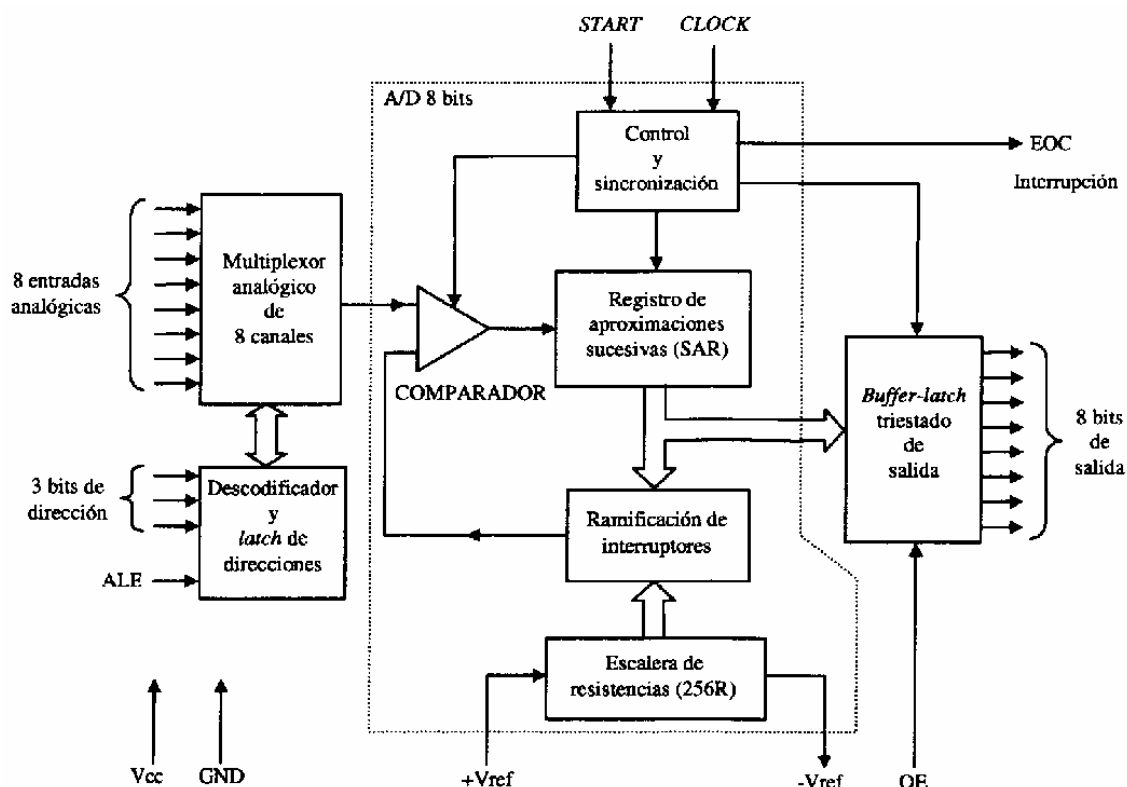 START
CLOCK
A/D 8 bits
Control
y
sincronización
EOC
Interrupción
8 entradas
analógicas
Multiplexor
analógico
de
8 canales
Registro de
aproximaciones
sucesivas (SAR)
COMPARADOR
Buffer-latch
triestado
de
salida
8 bits
de
salida
3 bits de
dirección
Descodificador
y
latch de
direcciones
ALE
Ramificación de
interruptores
Escalera de
resistencias (256R)
Vcc
GND
+Vref
-Vref
OE